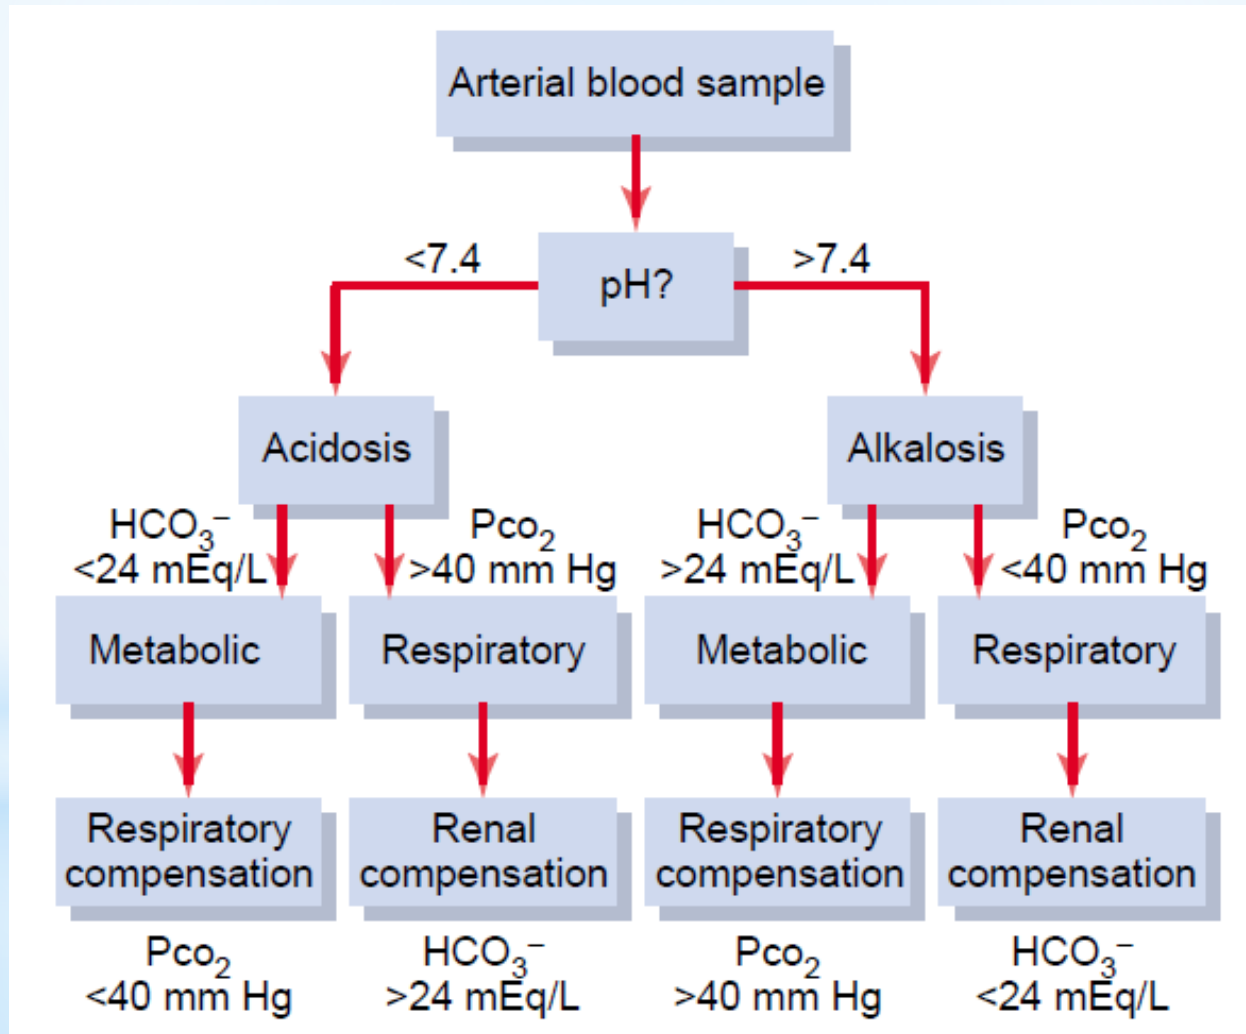 Arterial blood sample
<7.4
pH?
>7.4
Acidosis
Alkalosis
HCO₃⁻
<24 mEq/L
Pco₂
>40 mm Hg
HCO₃⁻
>24 mEq/L
Pco₂
<40 mm Hg
Metabolic
Respiratory
Metabolic
Respiratory
Respiratory
compensation
Renal
compensation
Respiratory
compensation
Renal
compensation
Pco₂
<40 mm Hg
HCO₃⁻
>24 mEq/L
Pco₂
>40 mm Hg
HCO₃⁻
<24 mEq/L